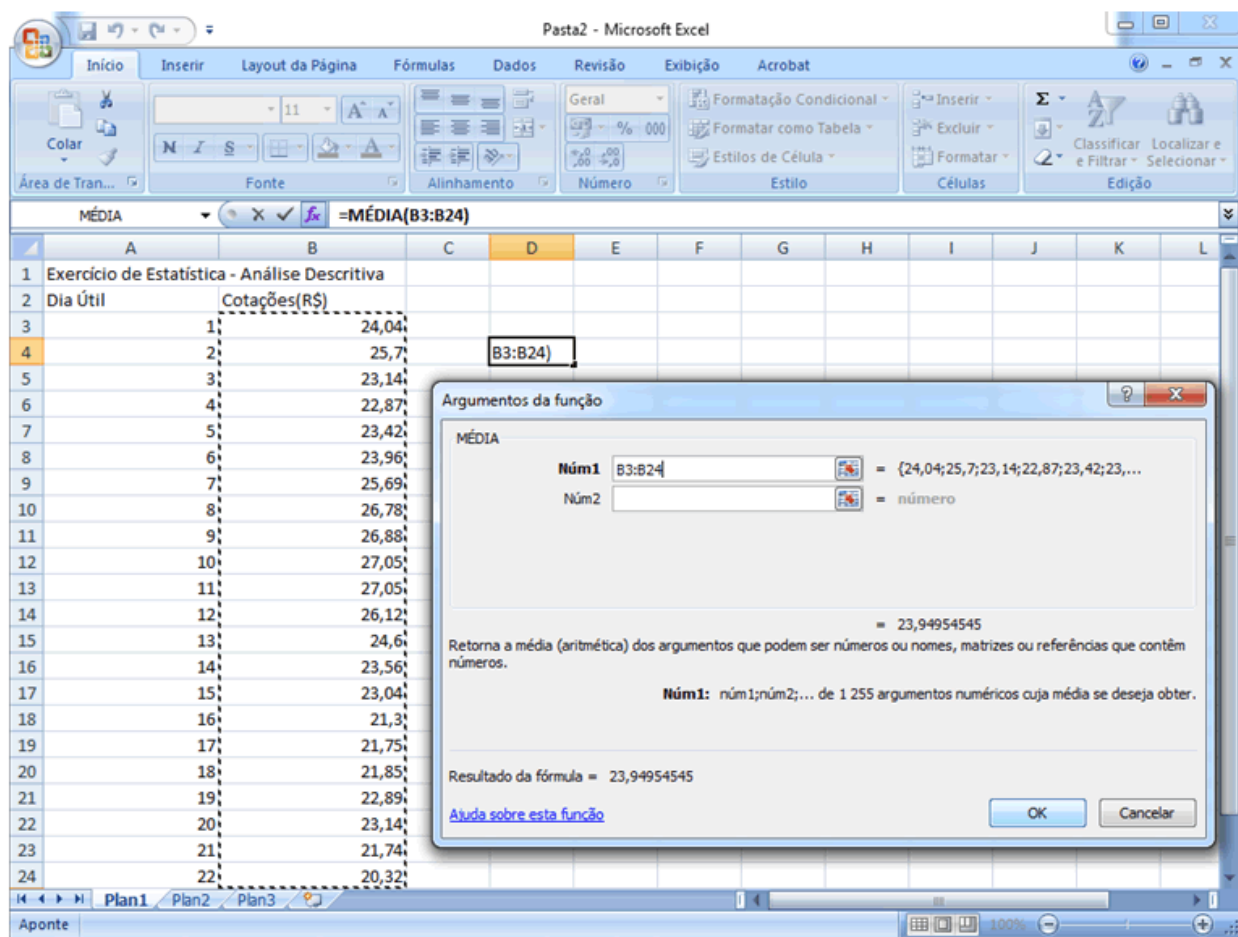 Pasta2 - Microsoft Excel
Início Inserir Layout da Página Fórmulas Dados Revisão Exibição Acrobat
Colar
11
A A
N I S
A
Geral
% 000
,00 ,00
Formatação Condicional
Formatar como Tabela
Estilos de Célula
Inserir
Excluir
Formatar
Σ
Classificar e Filtrar
Localizar e Selecionar
Área de Tran... Fonte Alinhamento Número Estilo Células Edição
MÉDIA fx =MÉDIA(B3:B24)
A B C D E F G H I J K L
1 Exercício de Estatística - Análise Descritiva
2 Dia Útil Cotações(R$)
3 1 24,04
4 2 25,7 B3:B24)
5 3 23,14
6 4 22,87
7 5 23,42
8 6 23,96
9 7 25,69
10 8 26,78
11 9 26,88
12 10 27,05
13 11 27,05
14 12 26,12
15 13 24,6
16 14 23,56
17 15 23,04
18 16 21,3
19 17 21,75
20 18 21,85
21 19 22,89
22 20 23,14
23 21 21,74
24 22 20,32
Argumentos da função
MÉDIA
Núm1 B3:B24 = {24,04;25,7;23,14;22,87;23,42;23,...
Núm2 = número
= 23,94954545
Retorna a média (aritmética) dos argumentos que podem ser números ou nomes, matrizes ou referências que contêm
números.
Núm1: núm1;núm2;... de 1 255 argumentos numéricos cuja média se deseja obter.
Resultado da fórmula = 23,94954545
Ajuda sobre esta função
OK Cancelar
Plan1 Plan2 Plan3
Aponte 100%